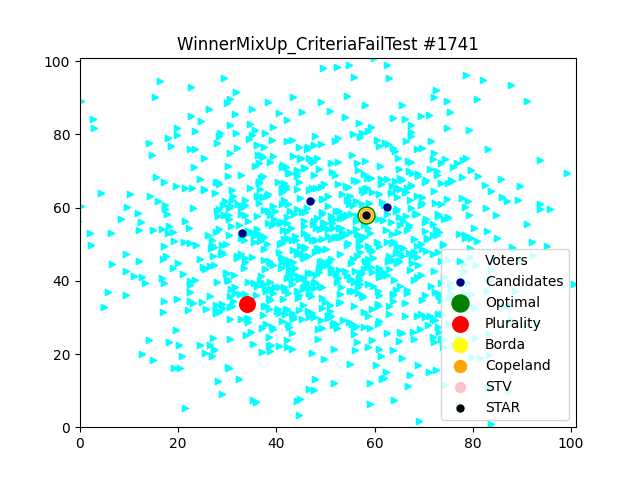 WinnerMixUp_CriteriaFailTest #1741
100
80
60
40
20
0
0 20 40 60 80 100
Voters
Candidates
Optimal
Plurality
Borda
Copeland
STV
STAR